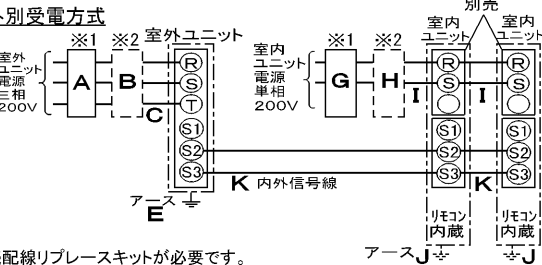 別受電方式
別売
※1 ※2 室外ユニット
※1 ※2
室内ユニット
室内ユニット
室外
ユニット
電源
三相
200V
A B C
R
S
T
S1
S2
S3
室内
ユニット
電源
単相
200V
G H I I
R
S
S1
S2
S3
R
S
S1
S2
S3
K 内外信号線
K
アース
E
リモコン
内蔵
リモコン
内蔵
アース J
J
配線リプレースキットが必要です。